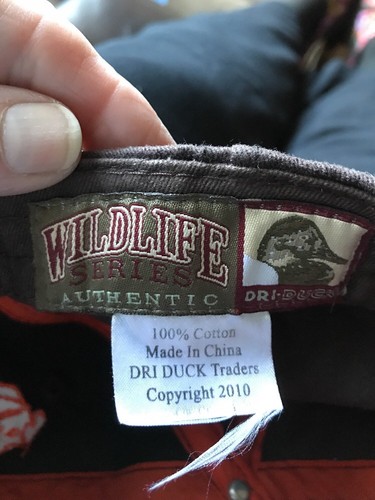 WILDLIFE
SERIES
AUTHENTIC
DRI-DUCK
100% Cotton
Made In China
DRI DUCK Traders
Copyright 2010